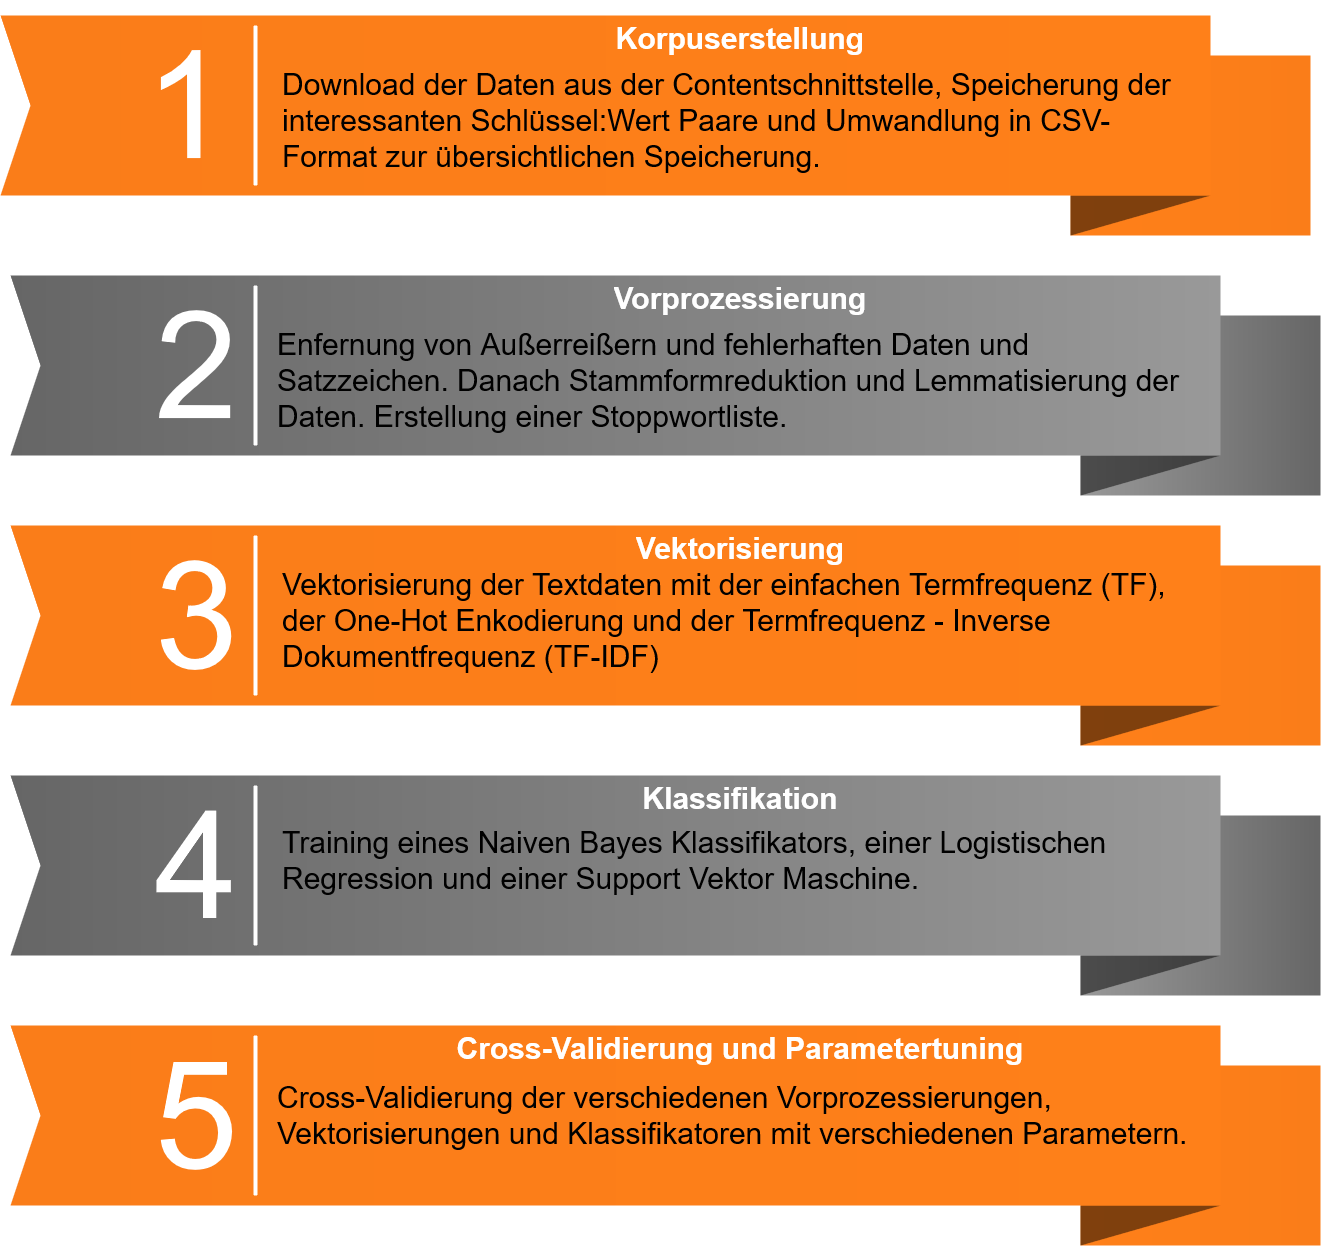 1
Korpuserstellung
Download der Daten aus der Contentschnittstelle, Speicherung der
interessanten Schlüssel:Wert Paare und Umwandlung in CSV-
Format zur übersichtlichen Speicherung.
2
Vorprozessierung
Enfernung von Außerreißern und fehlerhaften Daten und
Satzzeichen. Danach Stammformreduktion und Lemmatisierung der
Daten. Erstellung einer Stoppwortliste.
3
Vektorisierung
Vektorisierung der Textdaten mit der einfachen Termfrequenz (TF),
der One-Hot Enkodierung und der Termfrequenz - Inverse
Dokumentfrequenz (TF-IDF)
4
Klassifikation
Training eines Naiven Bayes Klassifikators, einer Logistischen
Regression und einer Support Vektor Maschine.
5
Cross-Validierung und Parametertuning
Cross-Validierung der verschiedenen Vorprozessierungen,
Vektorisierungen und Klassifikatoren mit verschiedenen Parametern.